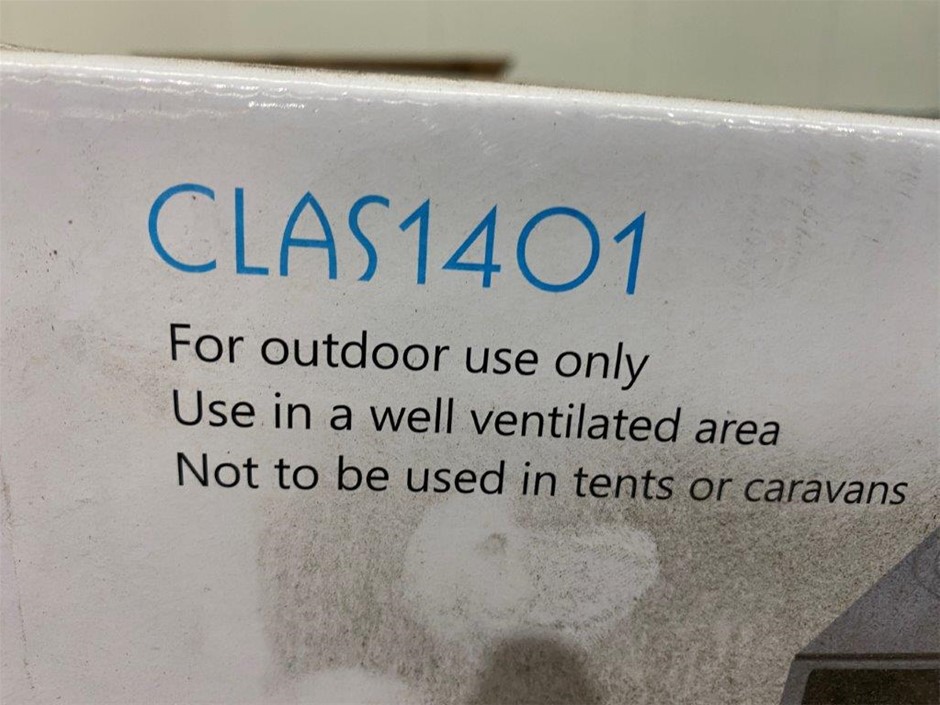 CLAS1401
For outdoor use only
Use in a well ventilated area
Not to be used in tents or caravans